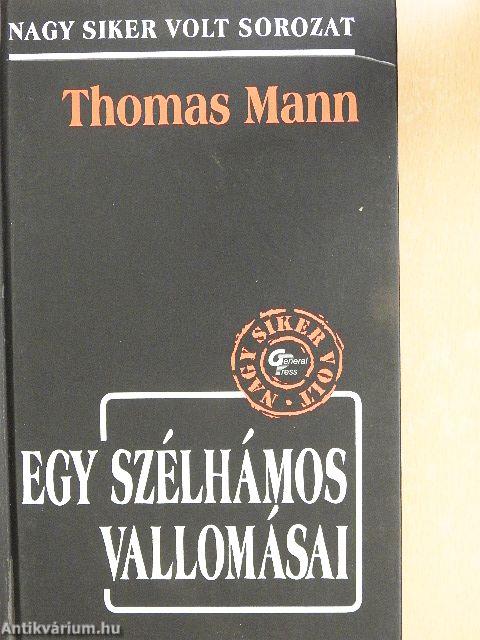 NAGY SIKER VOLT SOROZAT
Thomas Mann
NAGY SIKER VOLT •
General
Press
EGY SZÉLHÁMOS
VALLOMÁSAI
Antikvárium.hu